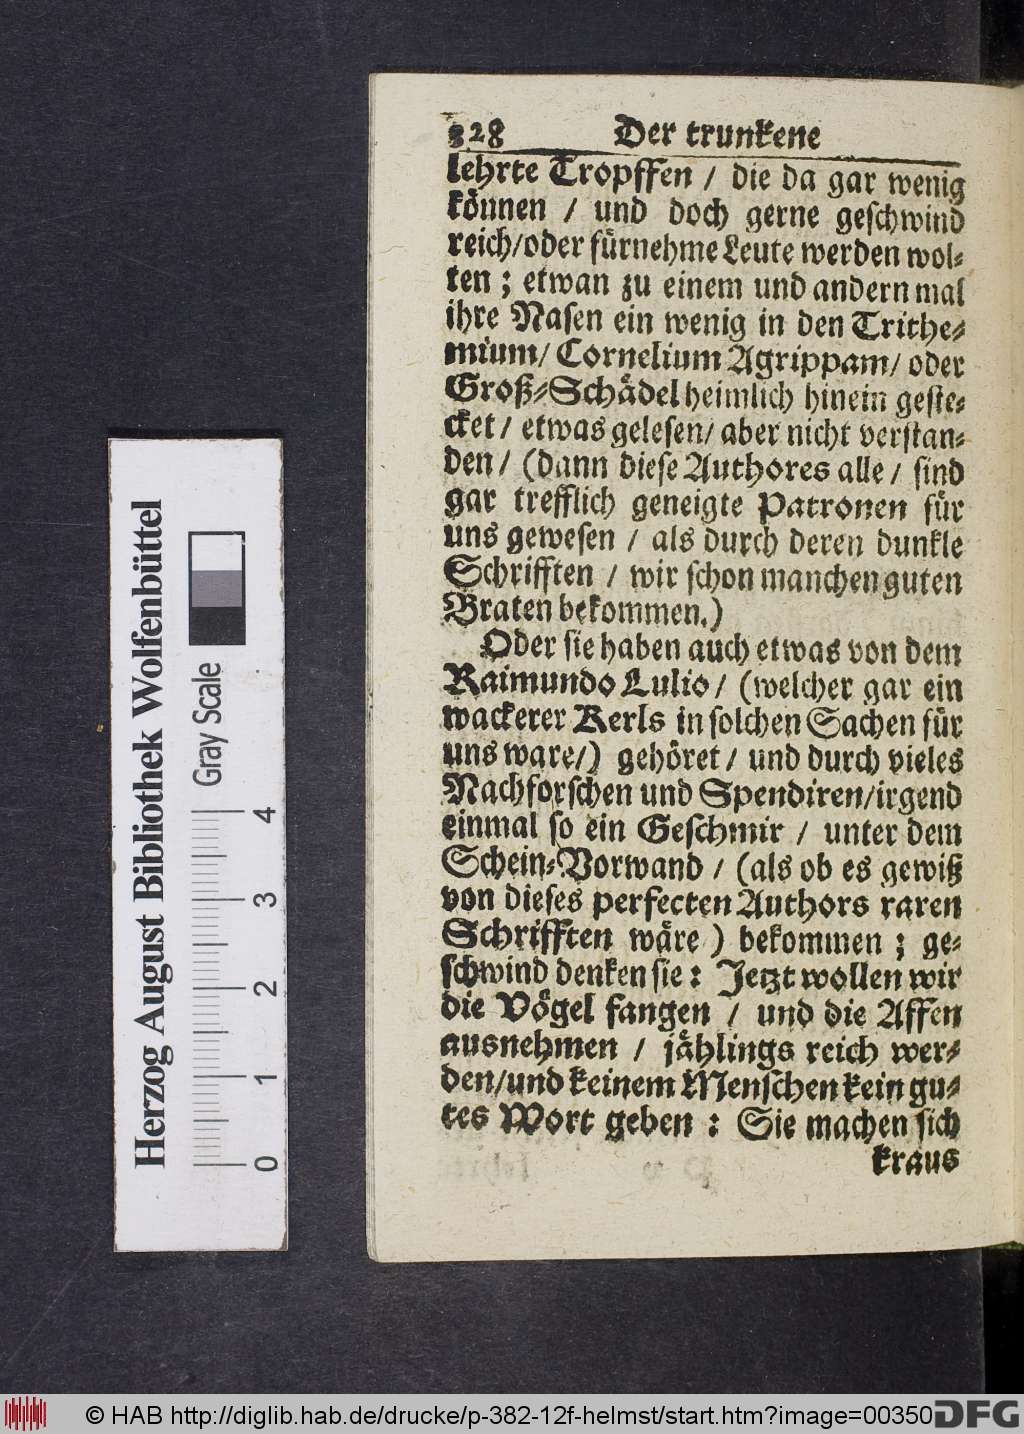 328 Der trunkene
lehrte Tropffen / die da gar wenig
können / und doch gerne geschwind
reich/oder fürnehme Leute werden wol⸗
ten ; etwan zu einem und andern mal
ihre Nasen ein wenig in den Trithe⸗
mium/ Cornelium Agrippam/ oder
Groß⸗Schädel heimlich hinein geste⸗
cket / etwas gelesen/ aber nicht verstan⸗
den / (dann diese Authores alle / sind
gar trefflich geneigte Patronen für
uns gewesen / als durch deren dunkle
Schrifften / wir schon manchen guten
Braten bekommen.)
Oder sie haben auch etwas von dem
Raimundo Lulio / (welcher gar ein
wackerer Kerls in solchen Sachen für
uns ware/) gehöret / und durch vieles
Nachforschen und Spendiren/irgend
einmal so ein Geschmir / unter dem
Schein⸗Vorwand / (als ob es gewiß
von dieses perfecten Authors raren
Schrifften wäre ) bekommen ; ge⸗
schwind denken sie : Jetzt wollen wir
die Vögel fangen / und die Affen
ausnehmen / jählings reich wer⸗
den/und keinem Menschen kein gu⸗
tes Wort geben : Sie machen sich
kraus
Herzog August Bibliothek Wolfenbüttel
Gray Scale
0 1 2 3 4
© HAB http://diglib.hab.de/drucke/p-382-12f-helmst/start.htm?image=00350
DFG